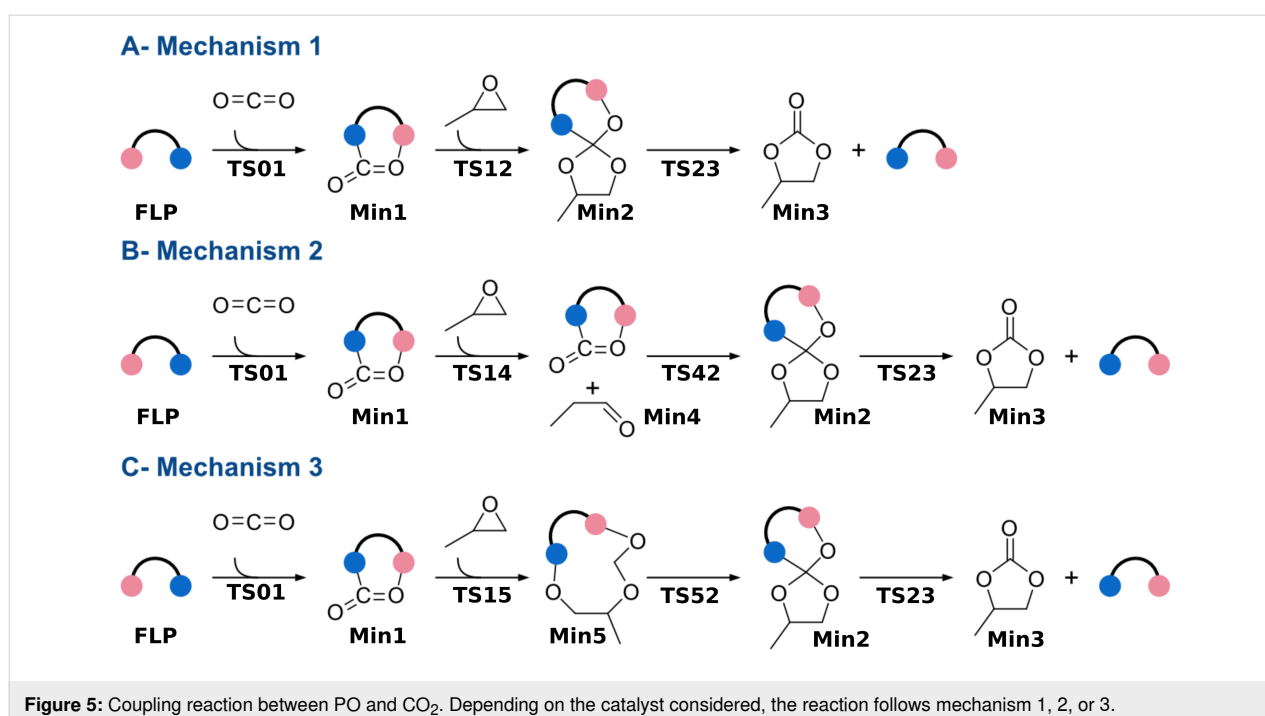 A- Mechanism 1
O=C=O
O
TS01
TS12
TS23
O
C=O
O
O
O
O
O
O
O
+
FLP
Min1
Min2
Min3
B- Mechanism 2
O=C=O
O
TS01
TS14
TS42
TS23
O
C=O
C=O
O
O
O
O
O
O
O
O
+
+
O
FLP
Min1
Min4
Min2
Min3
C- Mechanism 3
O=C=O
O
TS01
TS15
TS52
TS23
O
C=O
O
O
O
O
O
O
O
O
O
+
FLP
Min1
Min5
Min2
Min3
Figure 5: Coupling reaction between PO and CO2. Depending on the catalyst considered, the reaction follows mechanism 1, 2, or 3.